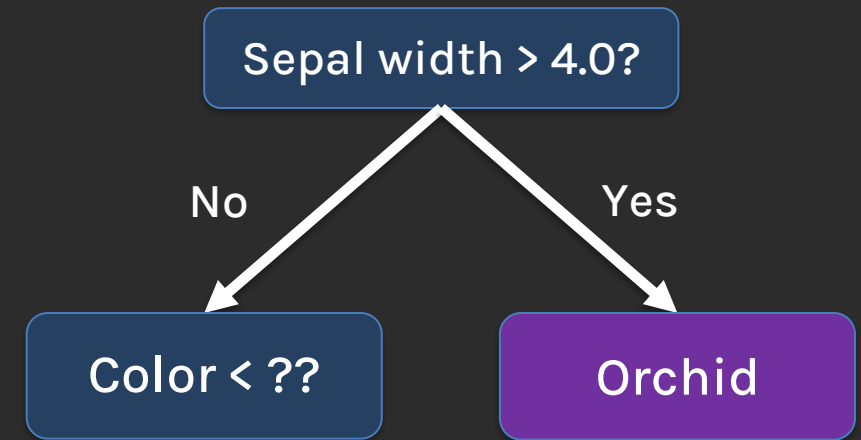 Sepal width > 4.0?
No
Yes
Color < ??
Orchid